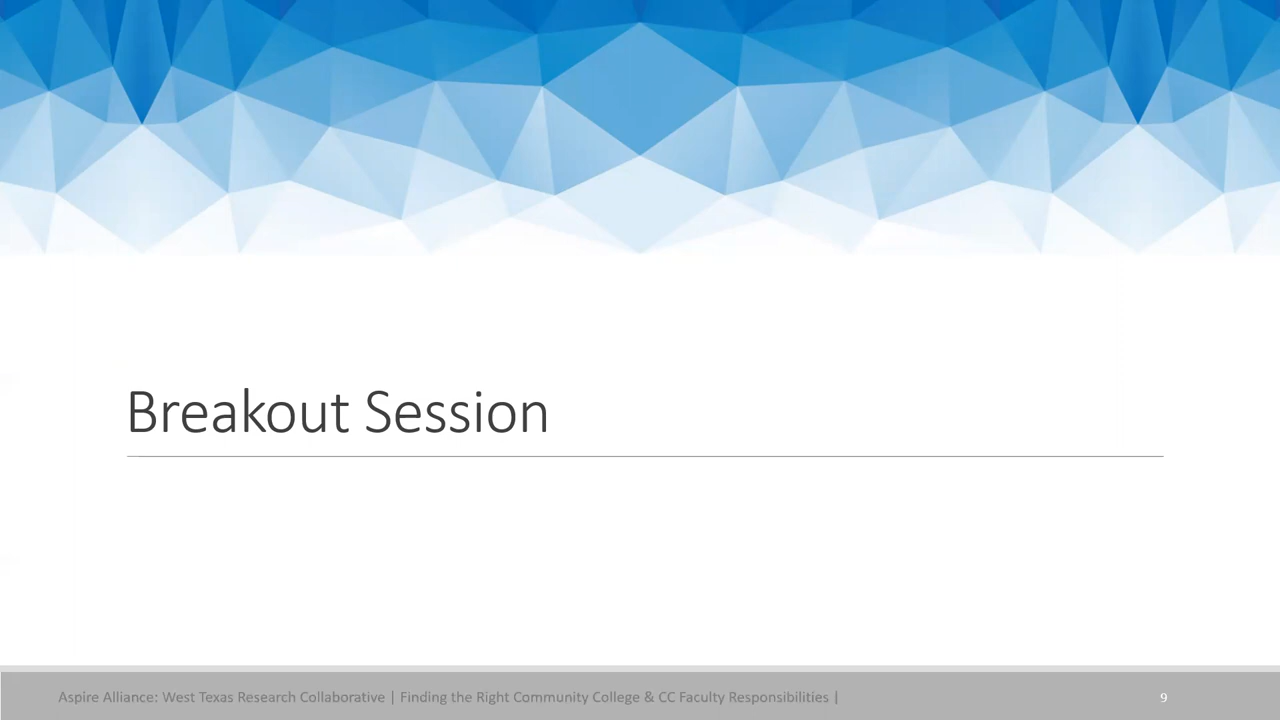 Breakout Session
Aspire Alliance: West Texas Research Collaborative | Finding the Right Community College & CC Faculty Responsibilities |
9